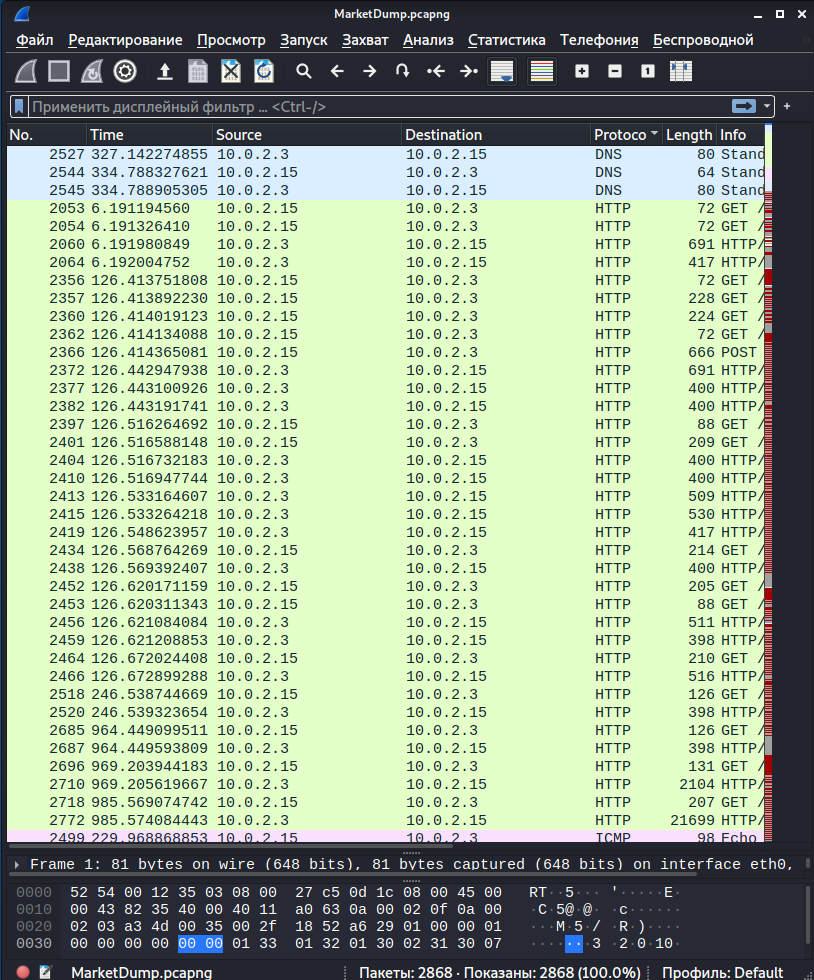 MarketDump.pcapng
Файл Редактирование Просмотр Запуск Захват Анализ Статистика Телефония Беспроводной
Применить дисплейный фильтр ... <Ctrl-/>
No. Time Source Destination Protoco Length Info
2527 327.142274855 10.0.2.3 10.0.2.15 DNS 80 Stand
2544 334.788327621 10.0.2.15 10.0.2.3 DNS 64 Stand
2545 334.788905305 10.0.2.3 10.0.2.15 DNS 80 Stand
2053 6.191194560 10.0.2.15 10.0.2.3 HTTP 72 GET /
2054 6.191326410 10.0.2.15 10.0.2.3 HTTP 72 GET /
2060 6.191980849 10.0.2.3 10.0.2.15 HTTP 691 HTTP/
2064 6.192004752 10.0.2.3 10.0.2.15 HTTP 417 HTTP/
2356 126.413751808 10.0.2.15 10.0.2.3 HTTP 72 GET /
2357 126.413892230 10.0.2.15 10.0.2.3 HTTP 228 GET /
2360 126.414019123 10.0.2.15 10.0.2.3 HTTP 224 GET /
2362 126.414134088 10.0.2.15 10.0.2.3 HTTP 72 GET /
2366 126.414365081 10.0.2.15 10.0.2.3 HTTP 666 POST
2372 126.442947938 10.0.2.3 10.0.2.15 HTTP 691 HTTP/
2377 126.443100926 10.0.2.3 10.0.2.15 HTTP 400 HTTP/
2382 126.443191741 10.0.2.3 10.0.2.15 HTTP 400 HTTP/
2397 126.516264692 10.0.2.15 10.0.2.3 HTTP 88 GET /
2401 126.516588148 10.0.2.15 10.0.2.3 HTTP 209 GET /
2404 126.516732183 10.0.2.3 10.0.2.15 HTTP 400 HTTP/
2410 126.516947744 10.0.2.3 10.0.2.15 HTTP 400 HTTP/
2413 126.533164607 10.0.2.3 10.0.2.15 HTTP 509 HTTP/
2415 126.533264218 10.0.2.3 10.0.2.15 HTTP 530 HTTP/
2419 126.548623957 10.0.2.3 10.0.2.15 HTTP 417 HTTP/
2434 126.568764269 10.0.2.15 10.0.2.3 HTTP 214 GET /
2438 126.569392407 10.0.2.3 10.0.2.15 HTTP 400 HTTP/
2452 126.620171159 10.0.2.15 10.0.2.3 HTTP 205 GET /
2453 126.620311343 10.0.2.15 10.0.2.3 HTTP 88 GET /
2456 126.621084084 10.0.2.3 10.0.2.15 HTTP 511 HTTP/
2459 126.621208853 10.0.2.3 10.0.2.15 HTTP 398 HTTP/
2464 126.672024408 10.0.2.15 10.0.2.3 HTTP 210 GET /
2466 126.672899288 10.0.2.3 10.0.2.15 HTTP 516 HTTP/
2518 246.538744669 10.0.2.15 10.0.2.3 HTTP 126 GET /
2520 246.539323654 10.0.2.3 10.0.2.15 HTTP 398 HTTP/
2685 964.449099511 10.0.2.15 10.0.2.3 HTTP 126 GET /
2687 964.449593809 10.0.2.3 10.0.2.15 HTTP 398 HTTP/
2696 969.203944183 10.0.2.15 10.0.2.3 HTTP 131 GET /
2710 969.205619667 10.0.2.3 10.0.2.15 HTTP 2104 HTTP/
2718 985.569074742 10.0.2.15 10.0.2.3 HTTP 207 GET /
2772 985.574084443 10.0.2.3 10.0.2.15 HTTP 21699 HTTP/
2499 229.968868853 10.0.2.15 10.0.2.3 ICMP 98 Echo
Frame 1: 81 bytes on wire (648 bits), 81 bytes captured (648 bits) on interface eth0,
0000 52 54 00 12 35 03 08 00 27 c5 0d 1c 08 00 45 00 RT··5···'·····E·
0010 00 43 82 35 40 00 40 11 a0 63 0a 00 02 0f 0a 00 ·C·5@·@··c······
0020 02 03 a3 4d 00 35 00 2f 18 52 a6 29 01 00 00 01 ···M·5·/·R·)····
0030 00 00 00 00 00 00 01 33 01 32 01 30 02 31 30 07 ·······3·2·0·10·
MarketDump.pcapng Пакеты: 2868 · Показаны: 2868 (100.0%) Профиль: Default